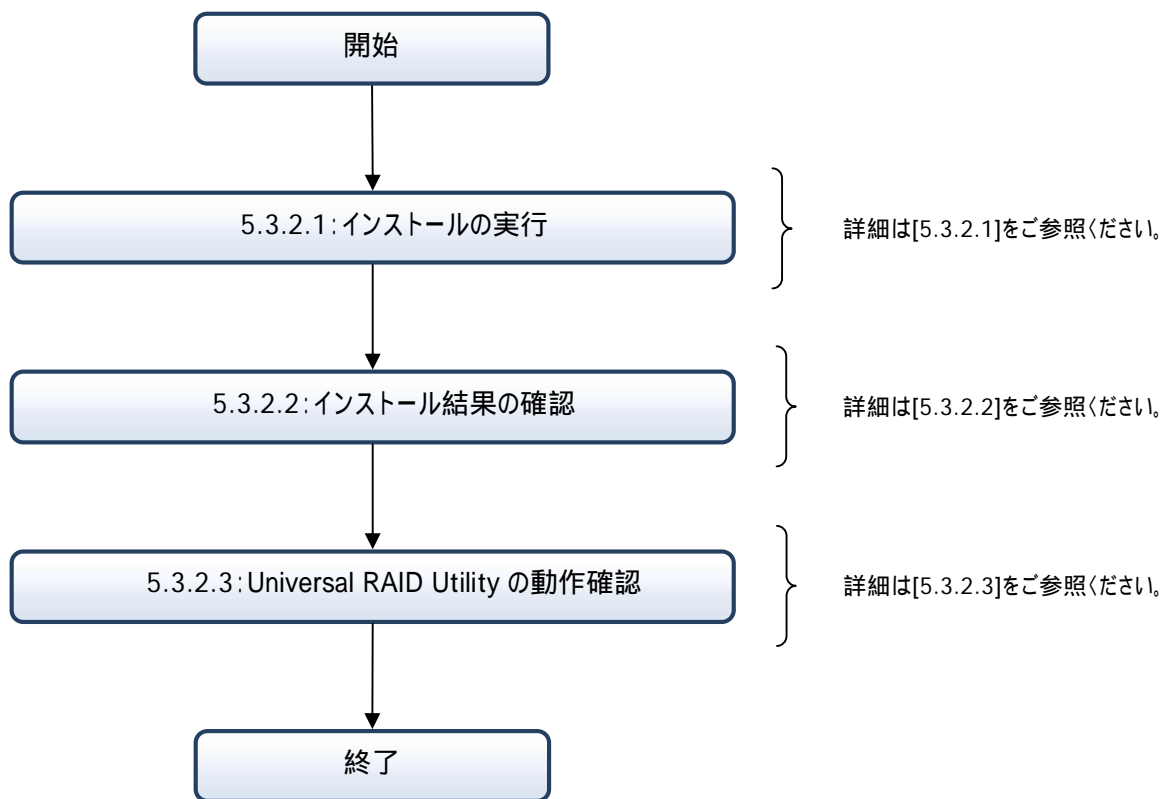 開始
5.3.2.1:インストールの実行
詳細は[5.3.2.1]をご参照ください。
5.3.2.2:インストール結果の確認
詳細は[5.3.2.2]をご参照ください。
5.3.2.3:Universal RAID Utility の動作確認
詳細は[5.3.2.3]をご参照ください。
終了